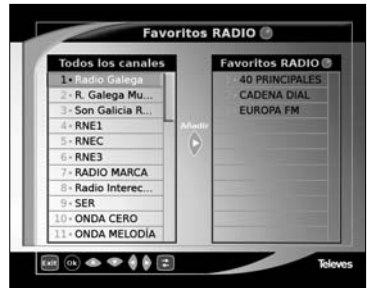 Favoritos RADIO
Todos los canales
1 • Radio Galega
2 • R. Galega Mu...
3 • Son Galicia R...
4 • RNE1
5 • RNEC
6 • RNE3
7 • RADIO MARCA
8 • Radio Interec...
9 • SER
10 • ONDA CERO
11 • ONDA MELODÍA
Añadir
Favoritos RADIO
• 40 PRINCIPALES
• CADENA DIAL
EUROPA FM
Exit Ok
Televes